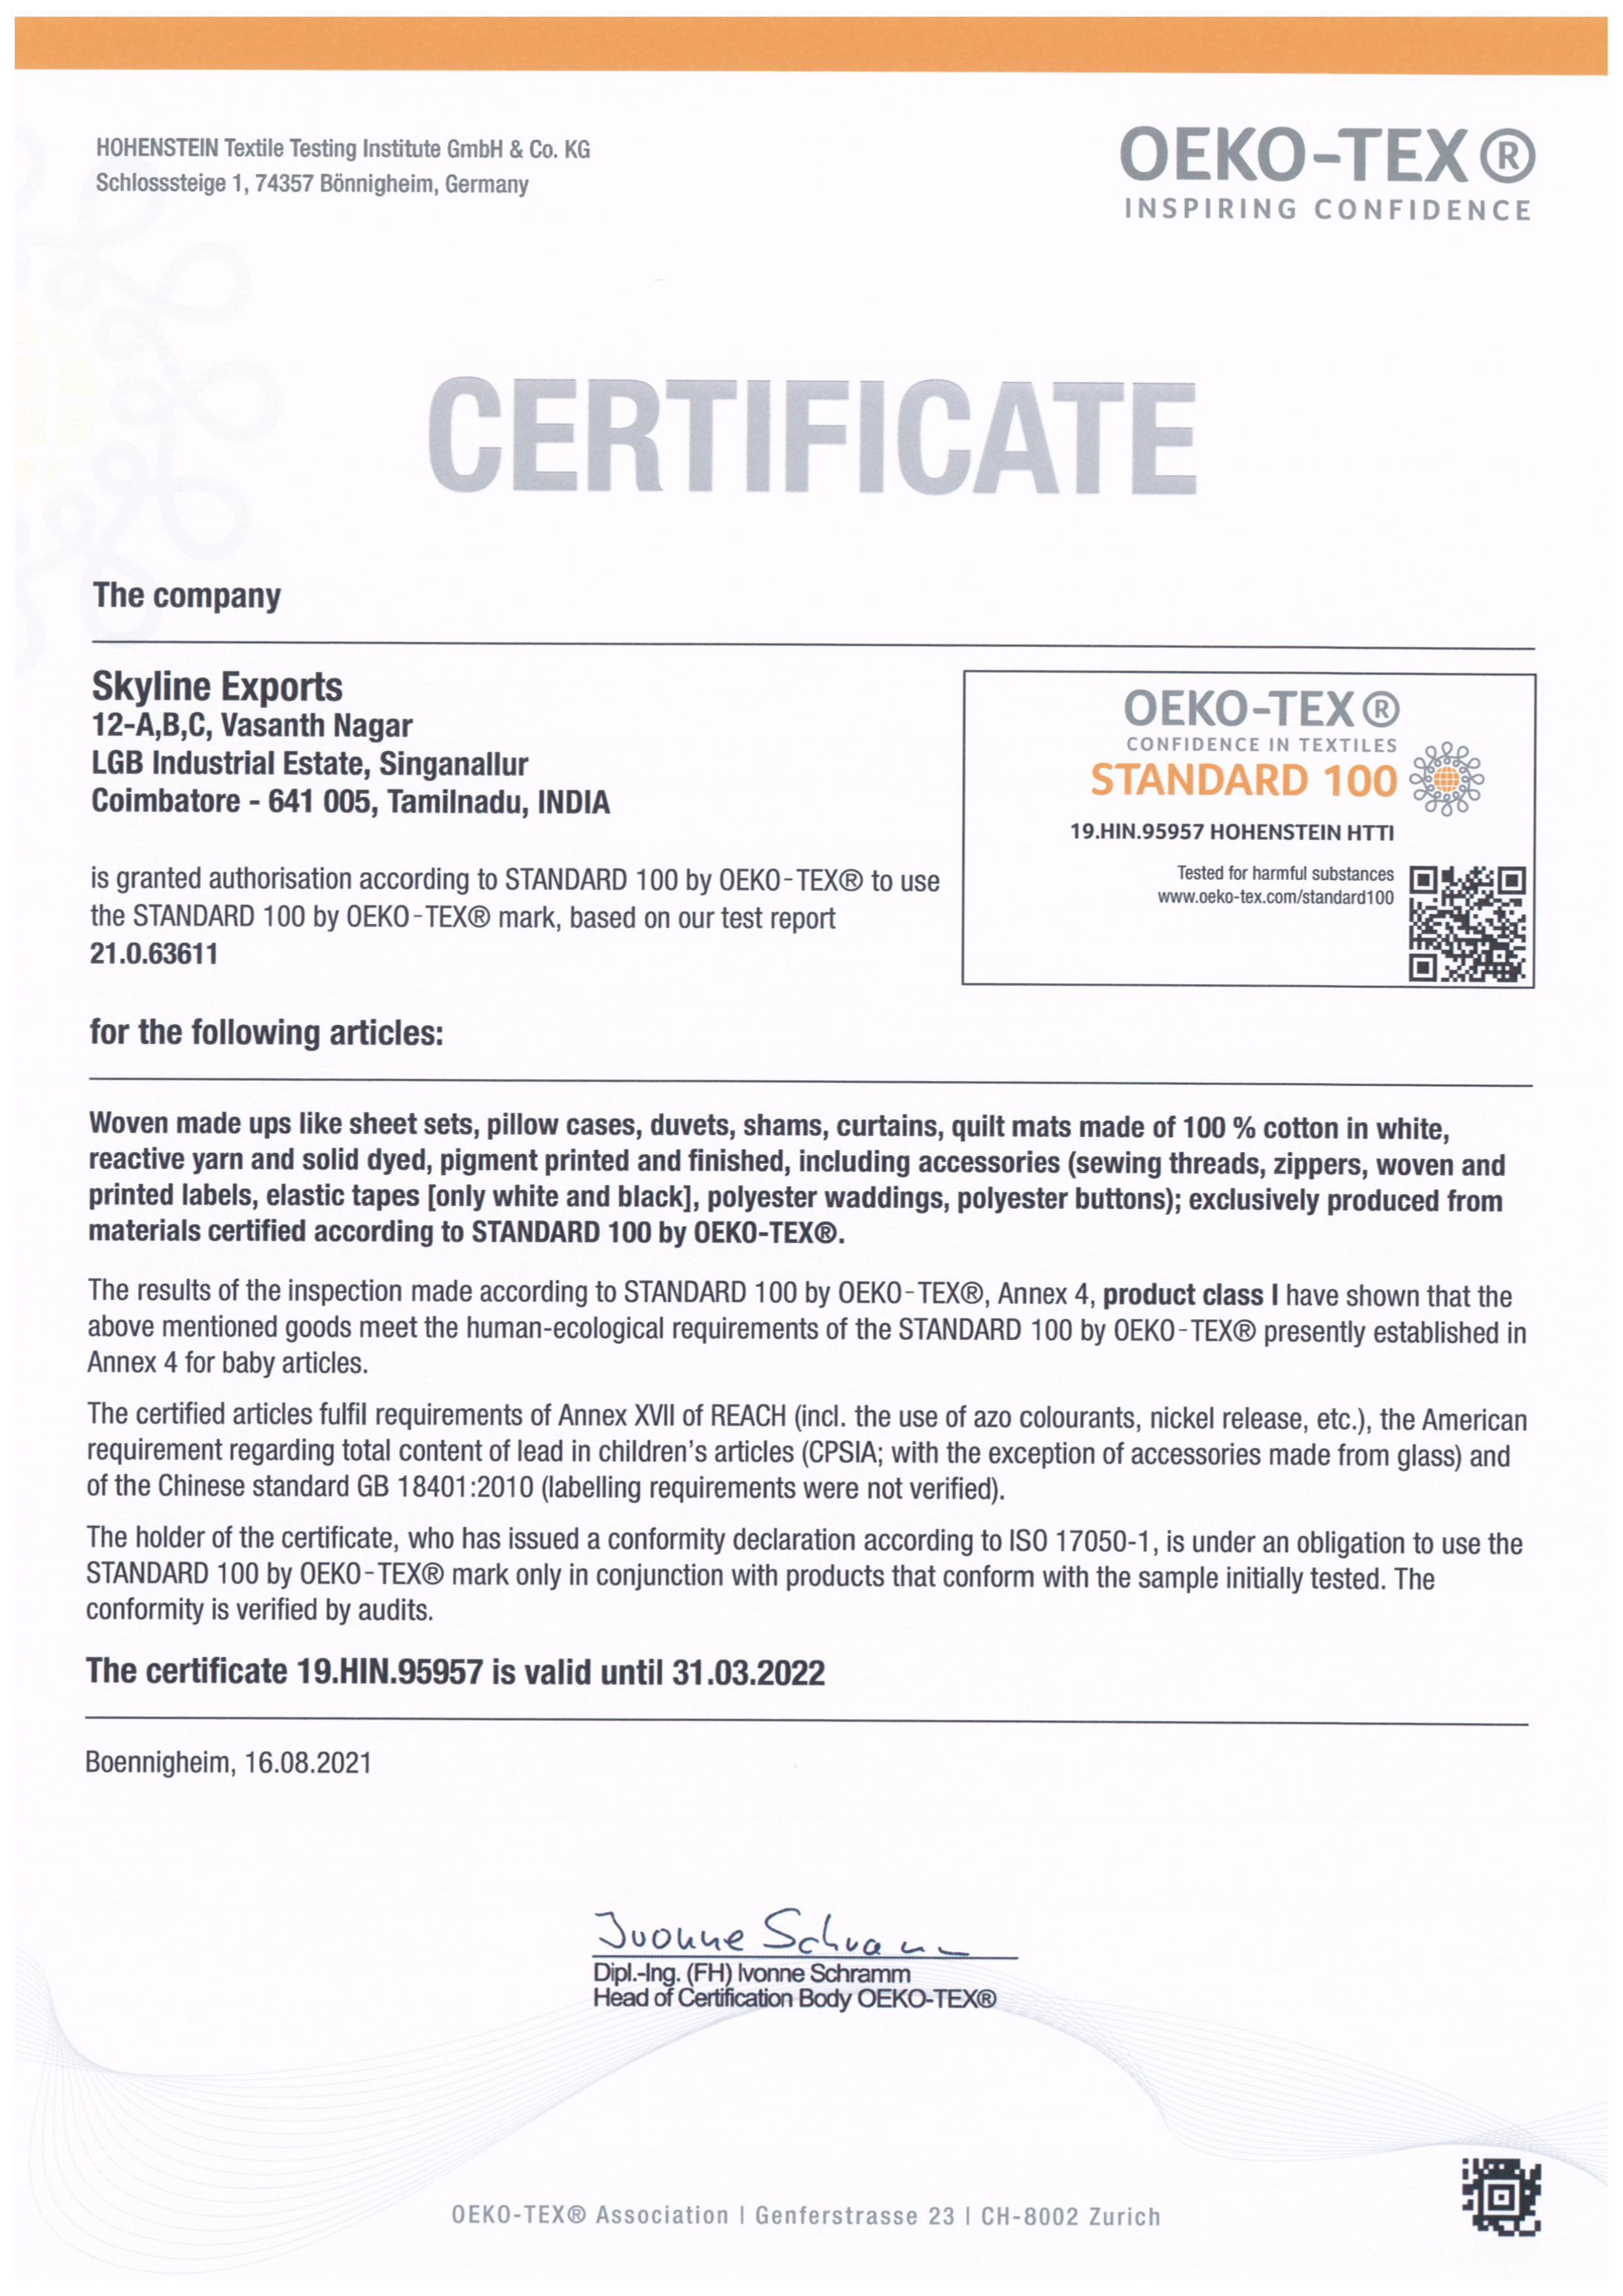 HOHENSTEIN Textile Testing Institute GmbH & Co. KG
Schlosssteige 1, 74357 Bönnigheim, Germany
OEKO-TEX®
INSPIRING CONFIDENCE
CERTIFICATE
The company
Skyline Exports
12-A,B,C, Vasanth Nagar
LGB Industrial Estate, Singanallur
Coimbatore - 641 005, Tamilnadu, INDIA
is granted authorisation according to STANDARD 100 by OEKO-TEX® to use
the STANDARD 100 by OEKO-TEX® mark, based on our test report
21.0.63611
OEKO-TEX®
CONFIDENCE IN TEXTILES
STANDARD 100
19.HIN.95957 HOHENSTEIN HTTI
Tested for harmful substances
www.oeko-tex.com/standard100
for the following articles:
Woven made ups like sheet sets, pillow cases, duvets, shams, curtains, quilt mats made of 100 % cotton in white,
reactive yarn and solid dyed, pigment printed and finished, including accessories (sewing threads, zippers, woven and
printed labels, elastic tapes [only white and black], polyester waddings, polyester buttons); exclusively produced from
materials certified according to STANDARD 100 by OEKO-TEX®.
The results of the inspection made according to STANDARD 100 by OEKO-TEX®, Annex 4, product class I have shown that the
above mentioned goods meet the human-ecological requirements of the STANDARD 100 by OEKO-TEX® presently established in
Annex 4 for baby articles.
The certified articles fulfil requirements of Annex XVII of REACH (incl. the use of azo colourants, nickel release, etc.), the American
requirement regarding total content of lead in children's articles (CPSIA; with the exception of accessories made from glass) and
of the Chinese standard GB 18401:2010 (labelling requirements were not verified).
The holder of the certificate, who has issued a conformity declaration according to ISO 17050-1, is under an obligation to use the
STANDARD 100 by OEKO-TEX® mark only in conjunction with products that conform with the sample initially tested. The
conformity is verified by audits.
The certificate 19.HIN.95957 is valid until 31.03.2022
Boennigheim, 16.08.2021
Ivonne Schramm
Dipl.-Ing. (FH) Ivonne Schramm
Head of Certification Body OEKO-TEX®
OEKO-TEX® Association | Genferstrasse 23 | CH-8002 Zurich